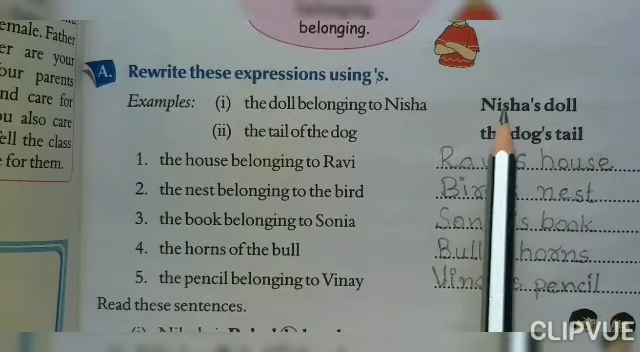 belonging.
emale. Father
er are your
our parents
nd care for
ou also care
ell the class
for them.
A. Rewrite these expressions using 's.
Examples: (i) the doll belonging to Nisha Nisha's doll
(ii) the tail of the dog dog's tail
1. the house belonging to Ravi house
2. the nest belonging to the bird nest
3. the book belonging to Sonia book
4. the horns of the bull horns
5. the pencil belonging to Vinay pencil
Read these sentences.
CLIPVUE